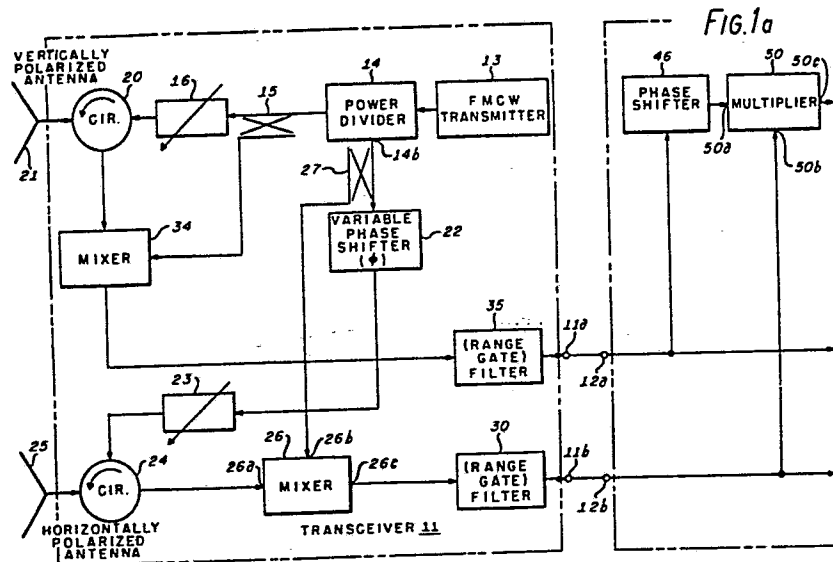 FIG.1a
VERTICALLY
POLARIZED
ANTENNA
20
CIR.
21
16
15
14
POWER
DIVIDER
14b
13
FMCW
TRANSMITTER
46
PHASE
SHIFTER
50
MULTIPLIER
50a
50b
50c
27
VARIABLE
PHASE
SHIFTER
(ϕ)
22
MIXER
34
35
(RANGE
GATE)
FILTER
11a
12a
23
25
24
CIR.
HORIZONTALLY
POLARIZED
ANTENNA
26
26a
26b
26c
MIXER
30
(RANGE
GATE)
FILTER
11b
12b
TRANSCEIVER 11